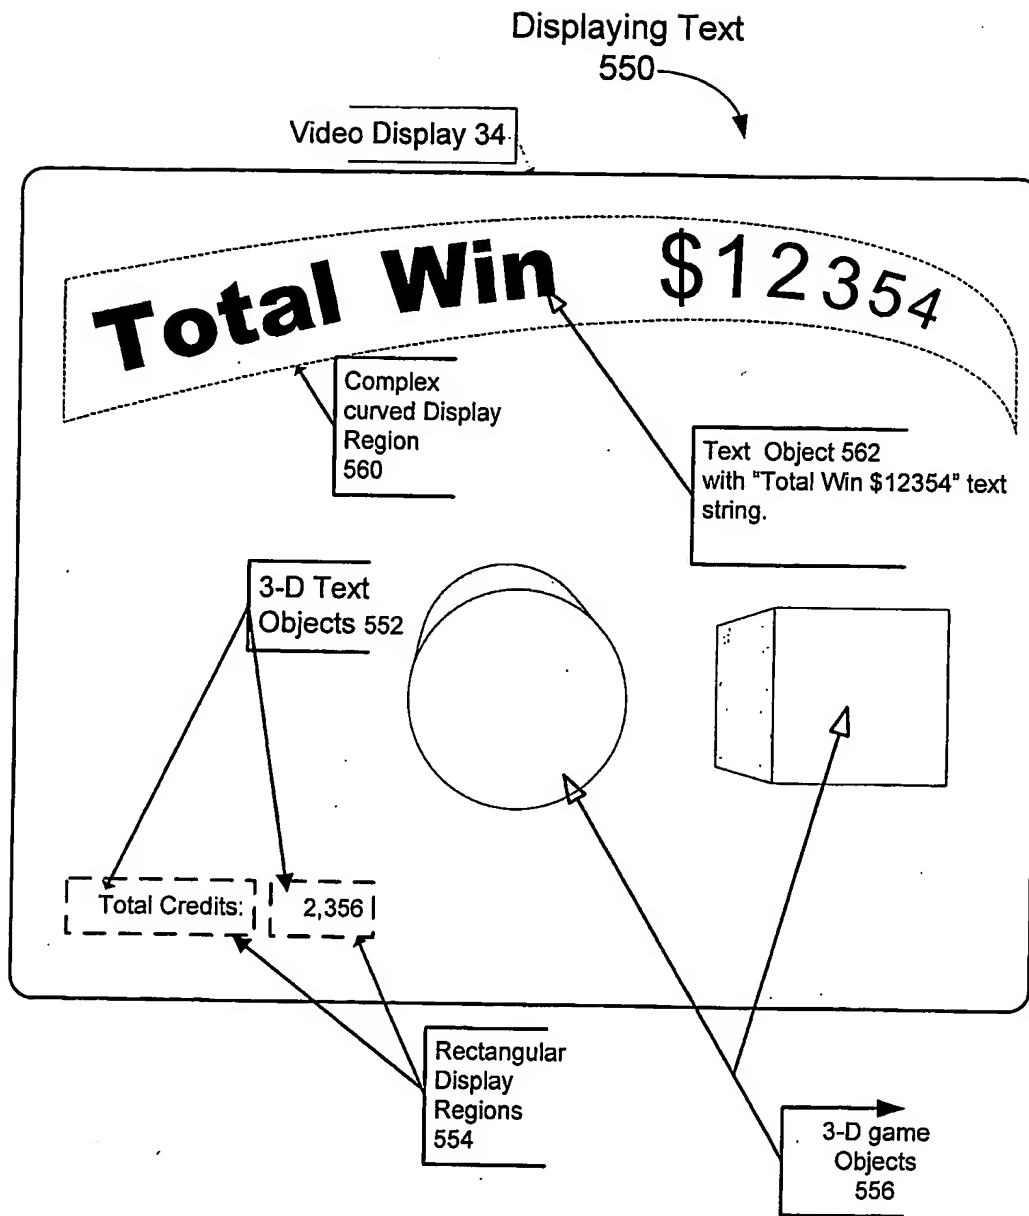 Displaying Text
550
Video Display 34
Total Win $12354
Complex
curved Display
Region
560
Text Object 562
with "Total Win $12354" text
string.
3-D Text
Objects 552
Total Credits: 2,356
Rectangular
Display
Regions
554
3-D game
Objects
556